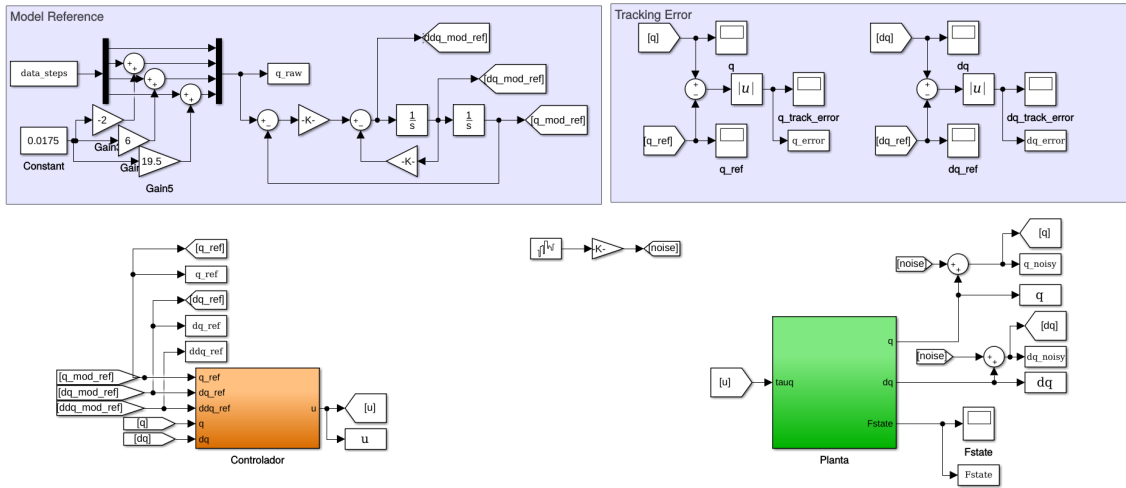 Model Reference
data_steps
0.0175
Constant
-2
6
19.5
Gain5
q_raw
-K-
-K-
1
s
1
s
[ddq_mod_ref]
[dq_mod_ref]
[q_mod_ref]
Tracking Error
[q]
q
|u|
q_track_error
q_error
[q_ref]
q_ref
[dq]
dq
|u|
dq_track_error
dq_error
[dq_ref]
dq_ref
[q_ref]
q_ref
[dq_ref]
dq_ref
ddq_ref
[q_mod_ref]
[dq_mod_ref]
[ddq_mod_ref]
[q]
[dq]
q_ref
dq_ref
ddq_ref
q
dq
u
Controlador
[u]
u
-K-
[noise]
[noise]
[q]
q_noisy
q
[noise]
[dq]
dq_noisy
dq
[u]
tauq
q
dq
Fstate
Planta
Fstate
Fstate